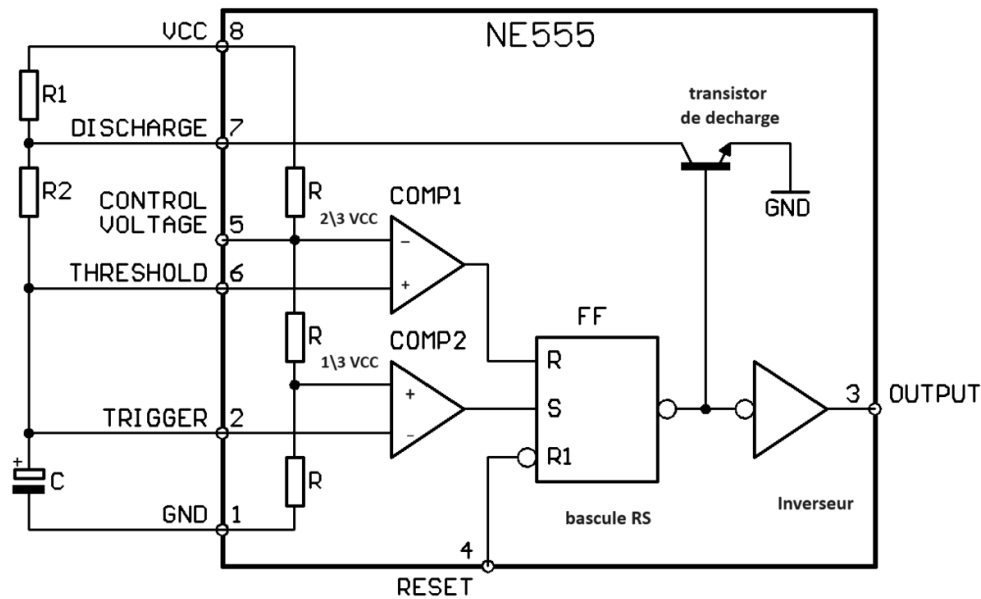 NE555
VCC 8
R1
DISCHARGE 7
transistor
de decharge
GND
R2
CONTROL
VOLTAGE 5
R
2\3 VCC
COMP1
-
+
THRESHOLD 6
R
1\3 VCC
COMP2
+
-
FF
R
S
R1
TRIGGER 2
3 OUTPUT
+
C
R
GND 1
bascule RS
Inverseur
4
RESET